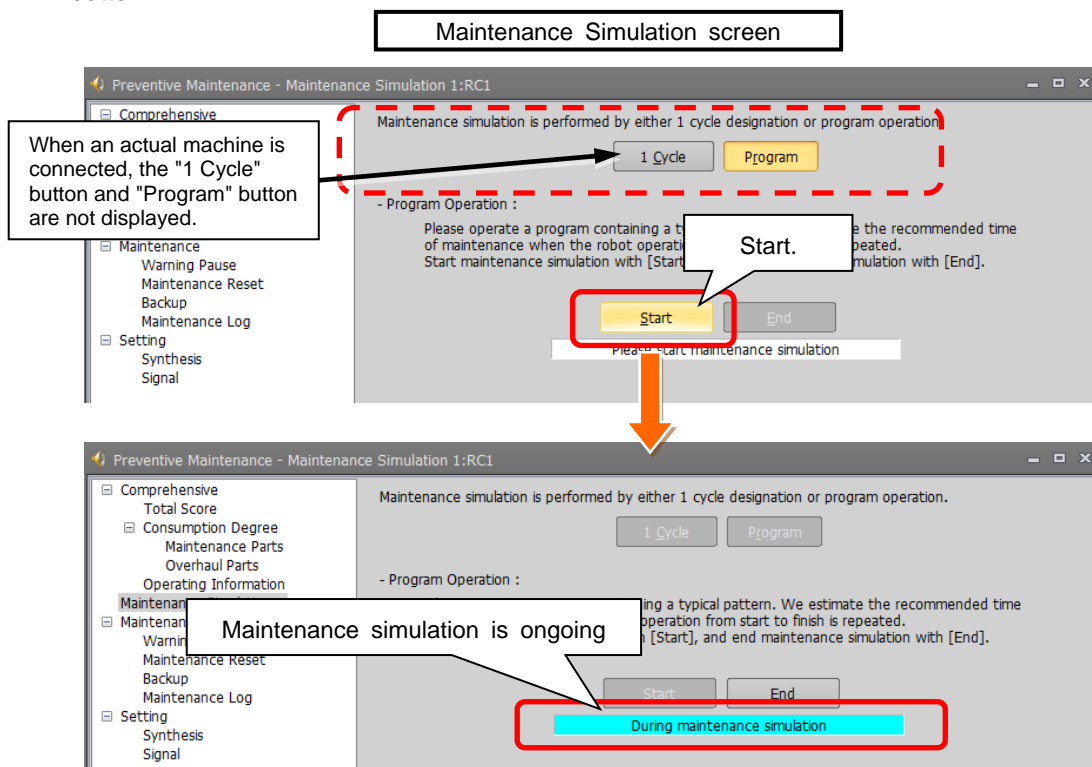 Maintenance Simulation screen
Preventive Maintenance - Maintenance Simulation 1:RC1
Comprehensive
Maintenance simulation is performed by either 1 cycle designation or program operation.
When an actual machine is
connected, the "1 Cycle"
button and "Program" button
are not displayed.
1 Cycle Program
- Program Operation :
Please operate a program containing a the recommended time
of maintenance when the robot peated.
Start maintenance simulation with mulation with [End].
Start.
Maintenance
Warning Pause
Maintenance Reset
Backup
Maintenance Log
Setting
Synthesis
Signal
Start End
Please start maintenance simulation
Preventive Maintenance - Maintenance Simulation 1:RC1
Comprehensive
Total Score
Consumption Degree
Maintenance Parts
Overhaul Parts
Operating Information
Maintenance simulation is performed by either 1 cycle designation or program operation.
1 Cycle Program
- Program Operation :
a typical pattern. We estimate the recommended time
operation from start to finish is repeated.
[Start], and end maintenance simulation with [End].
Maintenance simulation is ongoing
Maintenance Reset
Backup
Maintenance Log
Setting
Synthesis
Signal
Start End
During maintenance simulation